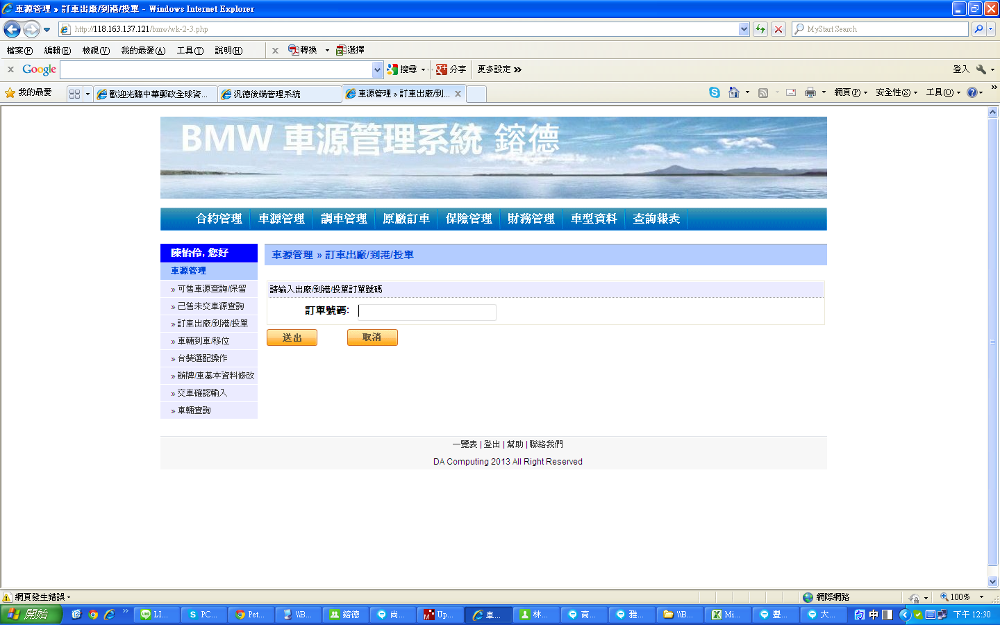 車源管理 » 訂車出廠/到港/投單 - Windows Internet Explorer
http://118.163.137.121/bmw/wk-2-3.php
MyStart Search
檔案(F) 編輯(E) 檢視(V) 我的最愛(A) 工具(T) 說明(H) x 轉換 選擇
x Google 搜尋 分享 更多設定 » 登入
我的最愛 歡迎光臨中華郵政全球資... 汎德後端管理系統 車源管理 » 訂車出廠/到... 網頁(P) 安全性(S) 工具(O) »
BMW 車源管理系統 鎔德
合約管理 車源管理 調車管理 原廠訂車 保險管理 財務管理 車型資料 查詢報表
陳怡伶, 您好
車源管理
» 可售車源查詢/保留
» 已售未交車源查詢
» 訂車出廠/到港/投單
» 車輛到車/移位
» 台裝選配操作
» 辦牌/車基本資料修改
» 交車確認輸入
» 車輛查詢
車源管理 » 訂車出廠/到港/投單
請輸入出廠/到港/投單訂單號碼
訂車號碼:
送出 取消
一覽表 | 登出 | 幫助 | 聯絡我們
DA Computing 2013 All Right Reserved
網頁發生錯誤。 網際網路 100%
開始 » LI... PC... Pet... \\B... 鎔德 尚... Up... 車... 林... 高... 雅... \\B... Mi... 豐... 大... 中 下午 12:30